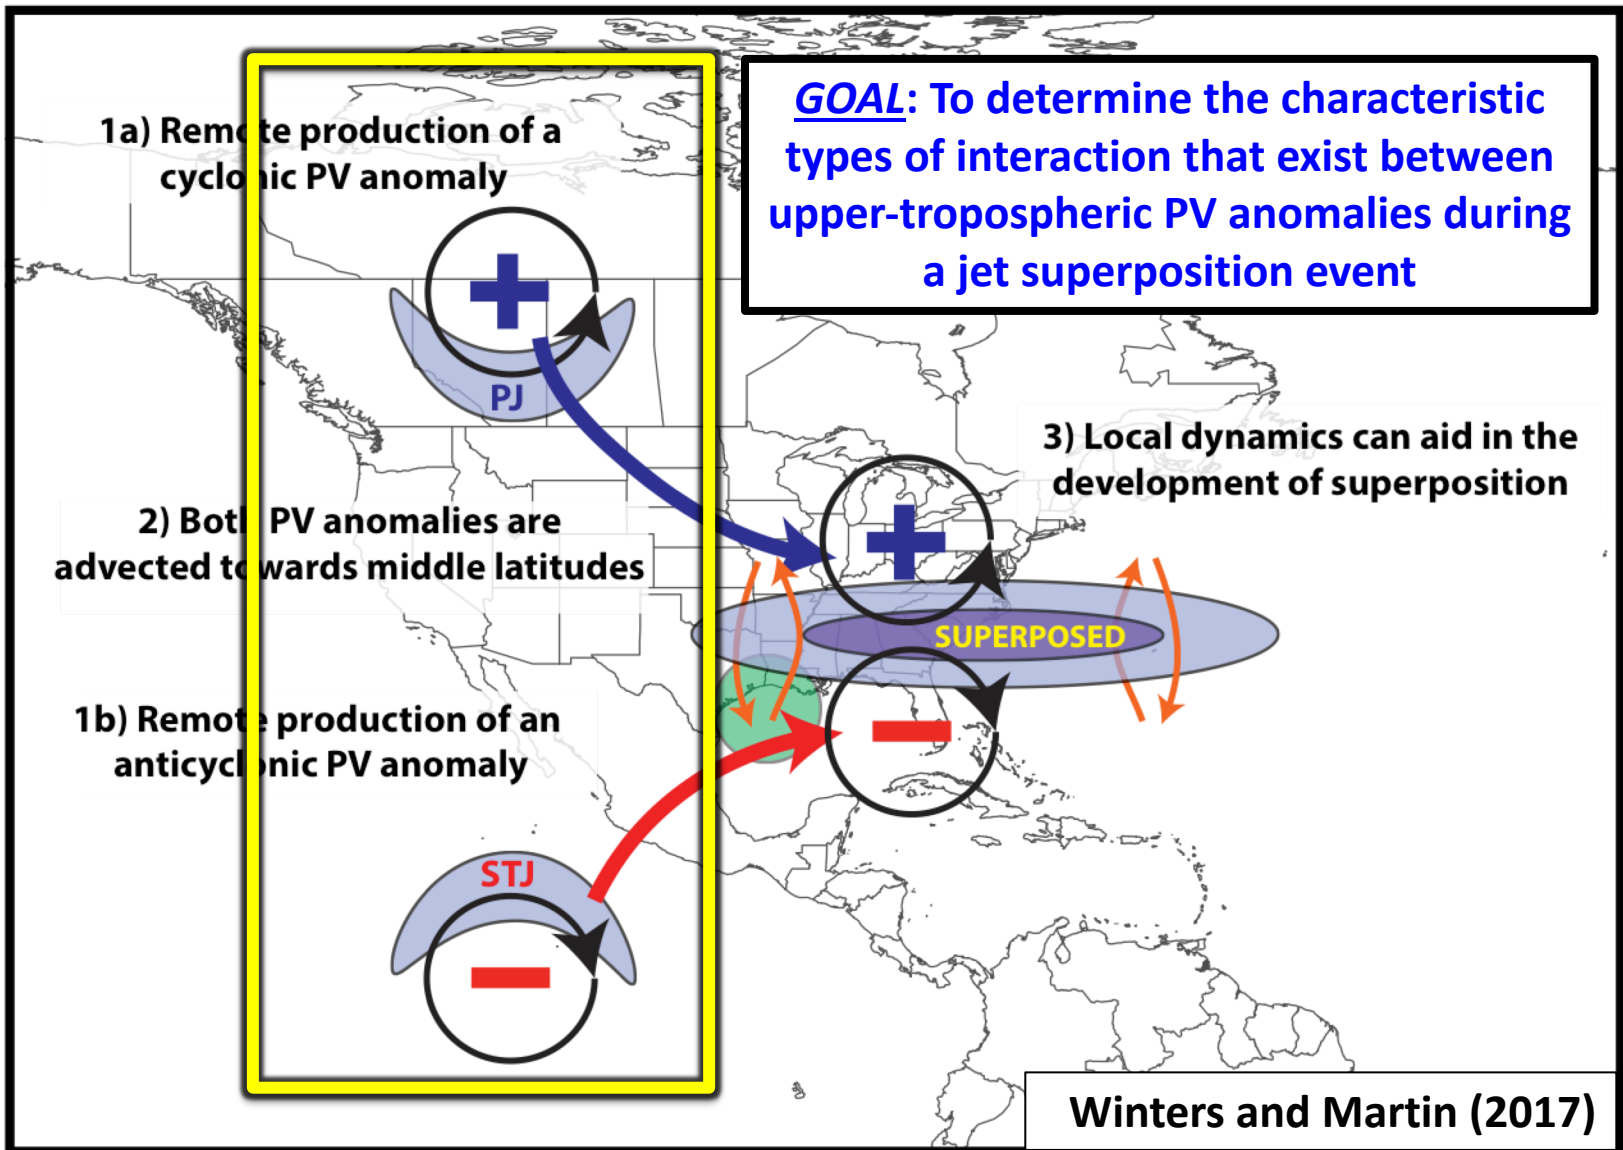 GOAL: To determine the characteristic
types of interaction that exist between
upper-tropospheric PV anomalies during
a jet superposition event
1a) Remote production of a
cyclonic PV anomaly
PJ
3) Local dynamics can aid in the
development of superposition
2) Both PV anomalies are
advected towards middle latitudes
SUPERPOSED
1b) Remote production of an
anticyclonic PV anomaly
STJ
Winters and Martin (2017)